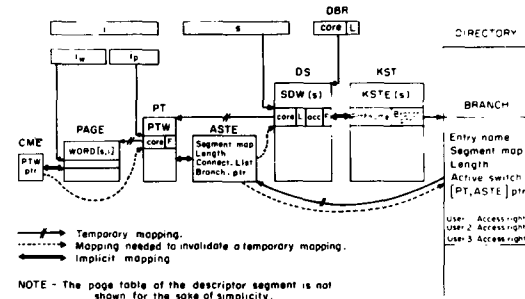 DBR
core L
i
s
DIRECTORY
iw
ip
DS
KST
SDW (s)
KSTE (s)
PT
PTW
core F
ASTE
core L acc F
BRANCH
CME
PAGE
WORD(s,i)
PTW
ptr
Segment map
Length
Connect. List
Branch. ptr
Entry name
Segment map
Length
Active switch
[PT, ASTE] ptr
User 1 Access right
User 2 Access right
User 3 Access right
Temporary mapping.
Mapping needed to invalidate a temporary mapping.
Implicit mapping
NOTE - The page table of the descriptor segment is not
shown for the sake of simplicity.